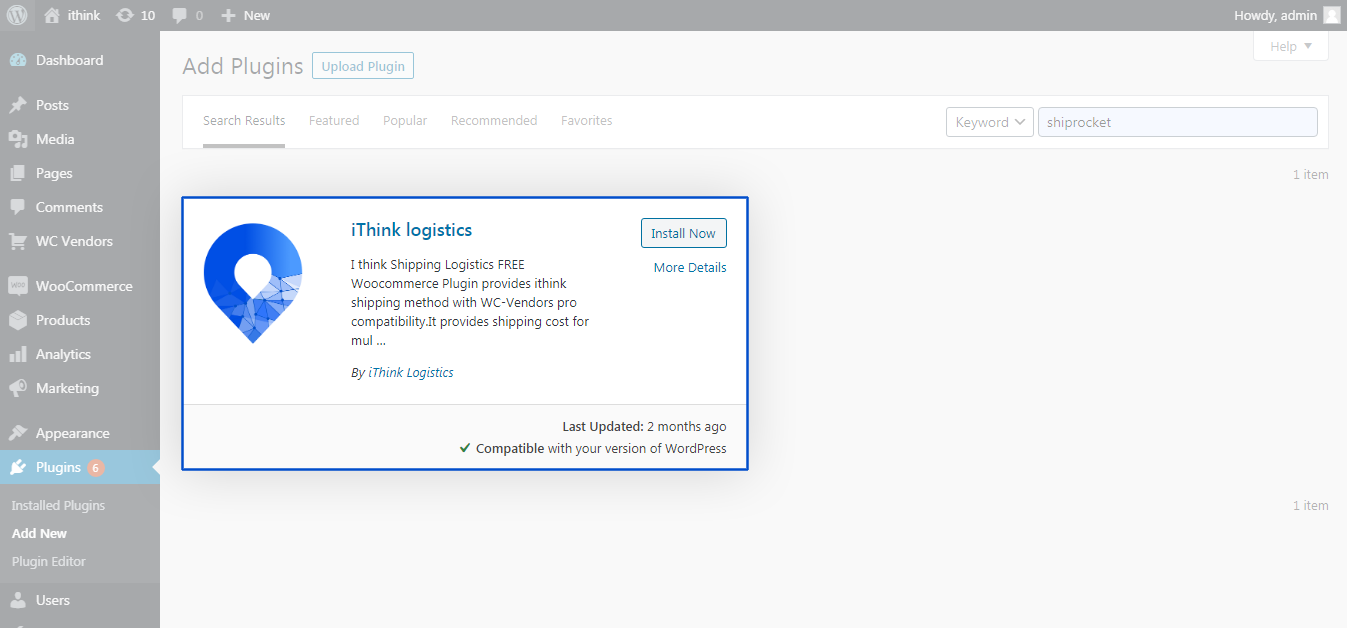 ithink 10 0 New Howdy, admin
Help
Dashboard
Posts
Media
Pages
Comments
WC Vendors
WooCommerce
Products
Analytics
Marketing
Appearance
Plugins 6
Installed Plugins
Add New
Plugin Editor
Users
Add Plugins Upload Plugin
Search Results Featured Popular Recommended Favorites Keyword shiprocket
1 item
iThink logistics
Install Now
More Details
I think Shipping Logistics FREE
Woocommerce Plugin provides ithink
shipping method with WC-Vendors pro
compatibility.It provides shipping cost for
mul ...
By iThink Logistics
Last Updated: 2 months ago
Compatible with your version of WordPress
1 item